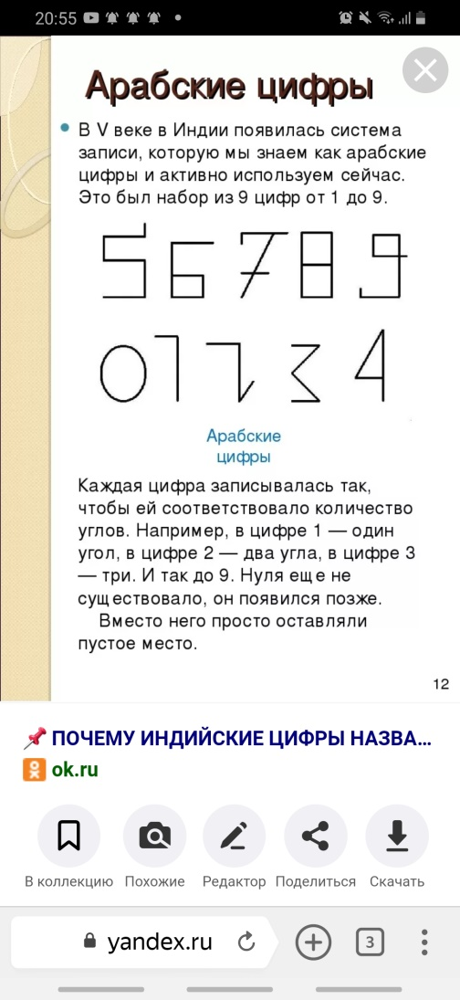 20:55
Арабские цифры
В V веке в Индии появилась система
записи, которую мы знаем как арабские
цифры и активно используем сейчас.
Это был набор из 9 цифр от 1 до 9.
5 6 7 8 9
0 1 2 3 4
Арабские
цифры
Каждая цифра записывалась так,
чтобы ей соответствовало количество
углов. Например, в цифре 1 — один
угол, в цифре 2 — два угла, в цифре 3
— три. И так до 9. Нуля еще не
существовало, он появился позже.
Вместо него просто оставляли
пустое место.
12
ПОЧЕМУ ИНДИЙСКИЕ ЦИФРЫ НАЗВА...
ok.ru
В коллекцию Похожие Редактор Поделиться Скачать
yandex.ru 3